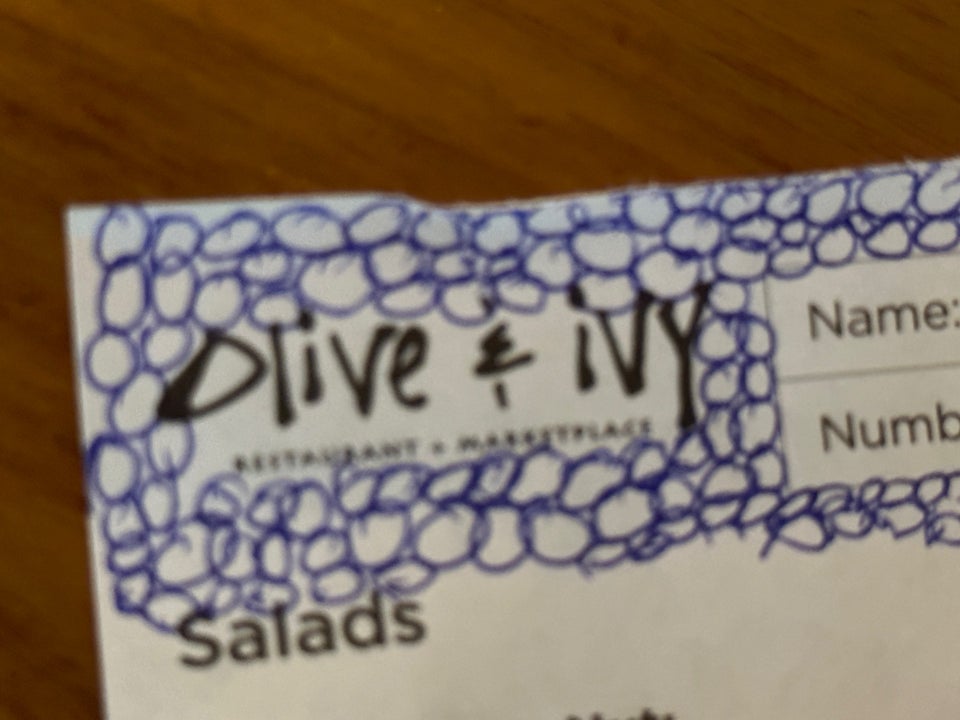 Olive & ivy
RESTAURANT + MARKETPLACE
Name:
Numb
Salads